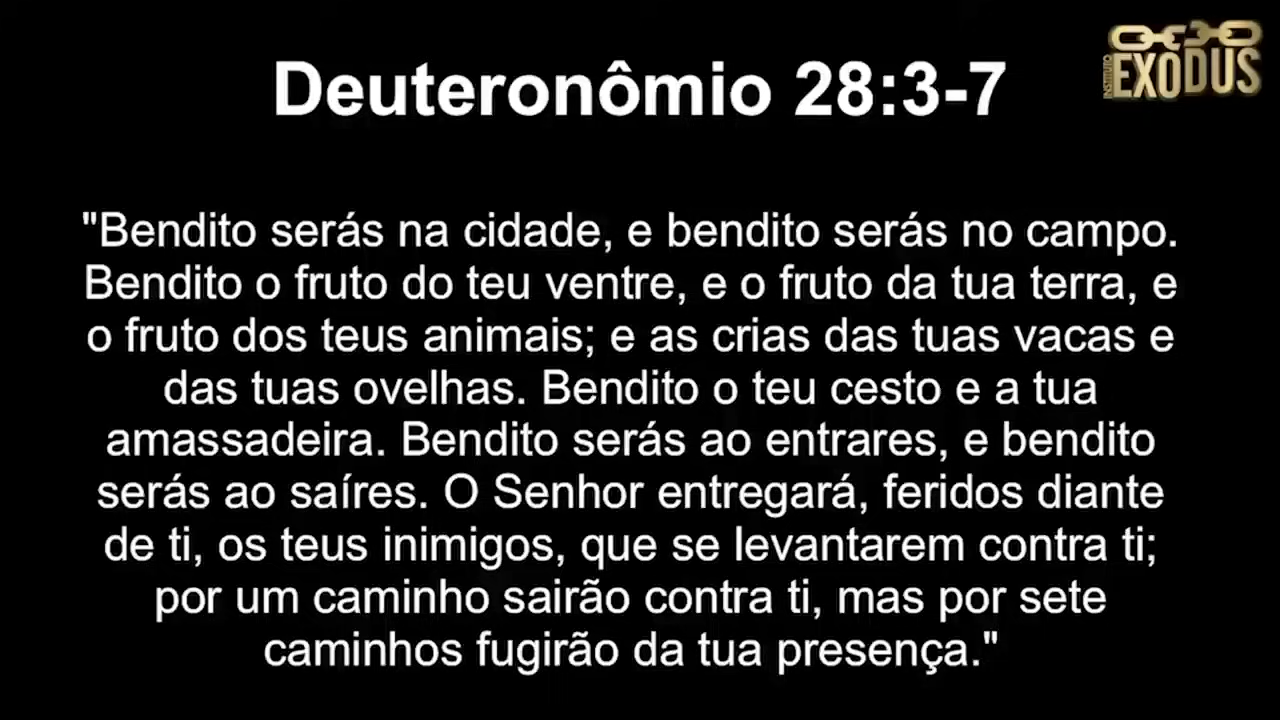 INSTITUTO
EXODUS
Deuteronômio 28:3-7
"Bendito serás na cidade, e bendito serás no campo.
Bendito o fruto do teu ventre, e o fruto da tua terra, e
o fruto dos teus animais; e as crias das tuas vacas e
das tuas ovelhas. Bendito o teu cesto e a tua
amassadeira. Bendito serás ao entrares, e bendito
serás ao saíres. O Senhor entregará, feridos diante
de ti, os teus inimigos, que se levantarem contra ti;
por um caminho sairão contra ti, mas por sete
caminhos fugirão da tua presença."